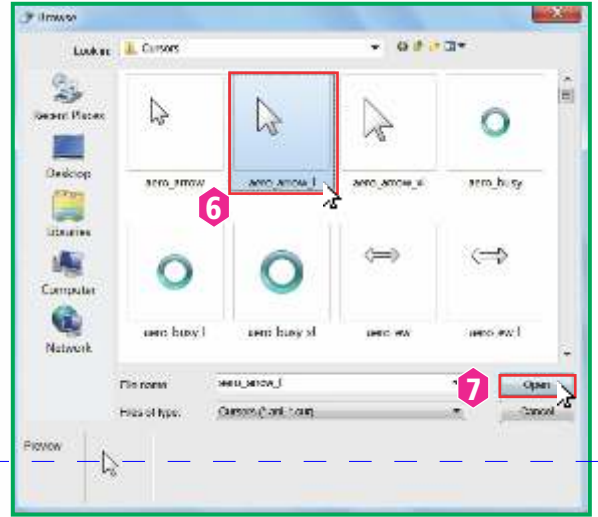 Browse
Look in: Cursors
Recent Places
Desktop
Libraries
Computer
Network
aero_arrow
aero_arrow_l
aero_arrow_xl
aero_busy
6
aero_busy_l
aero_busy_xl
aero_ew
aero_ew_l
File name: aero_arrow_l
7
Open
Files of type: Cursors (*.ani, *.cur)
Cancel
Preview